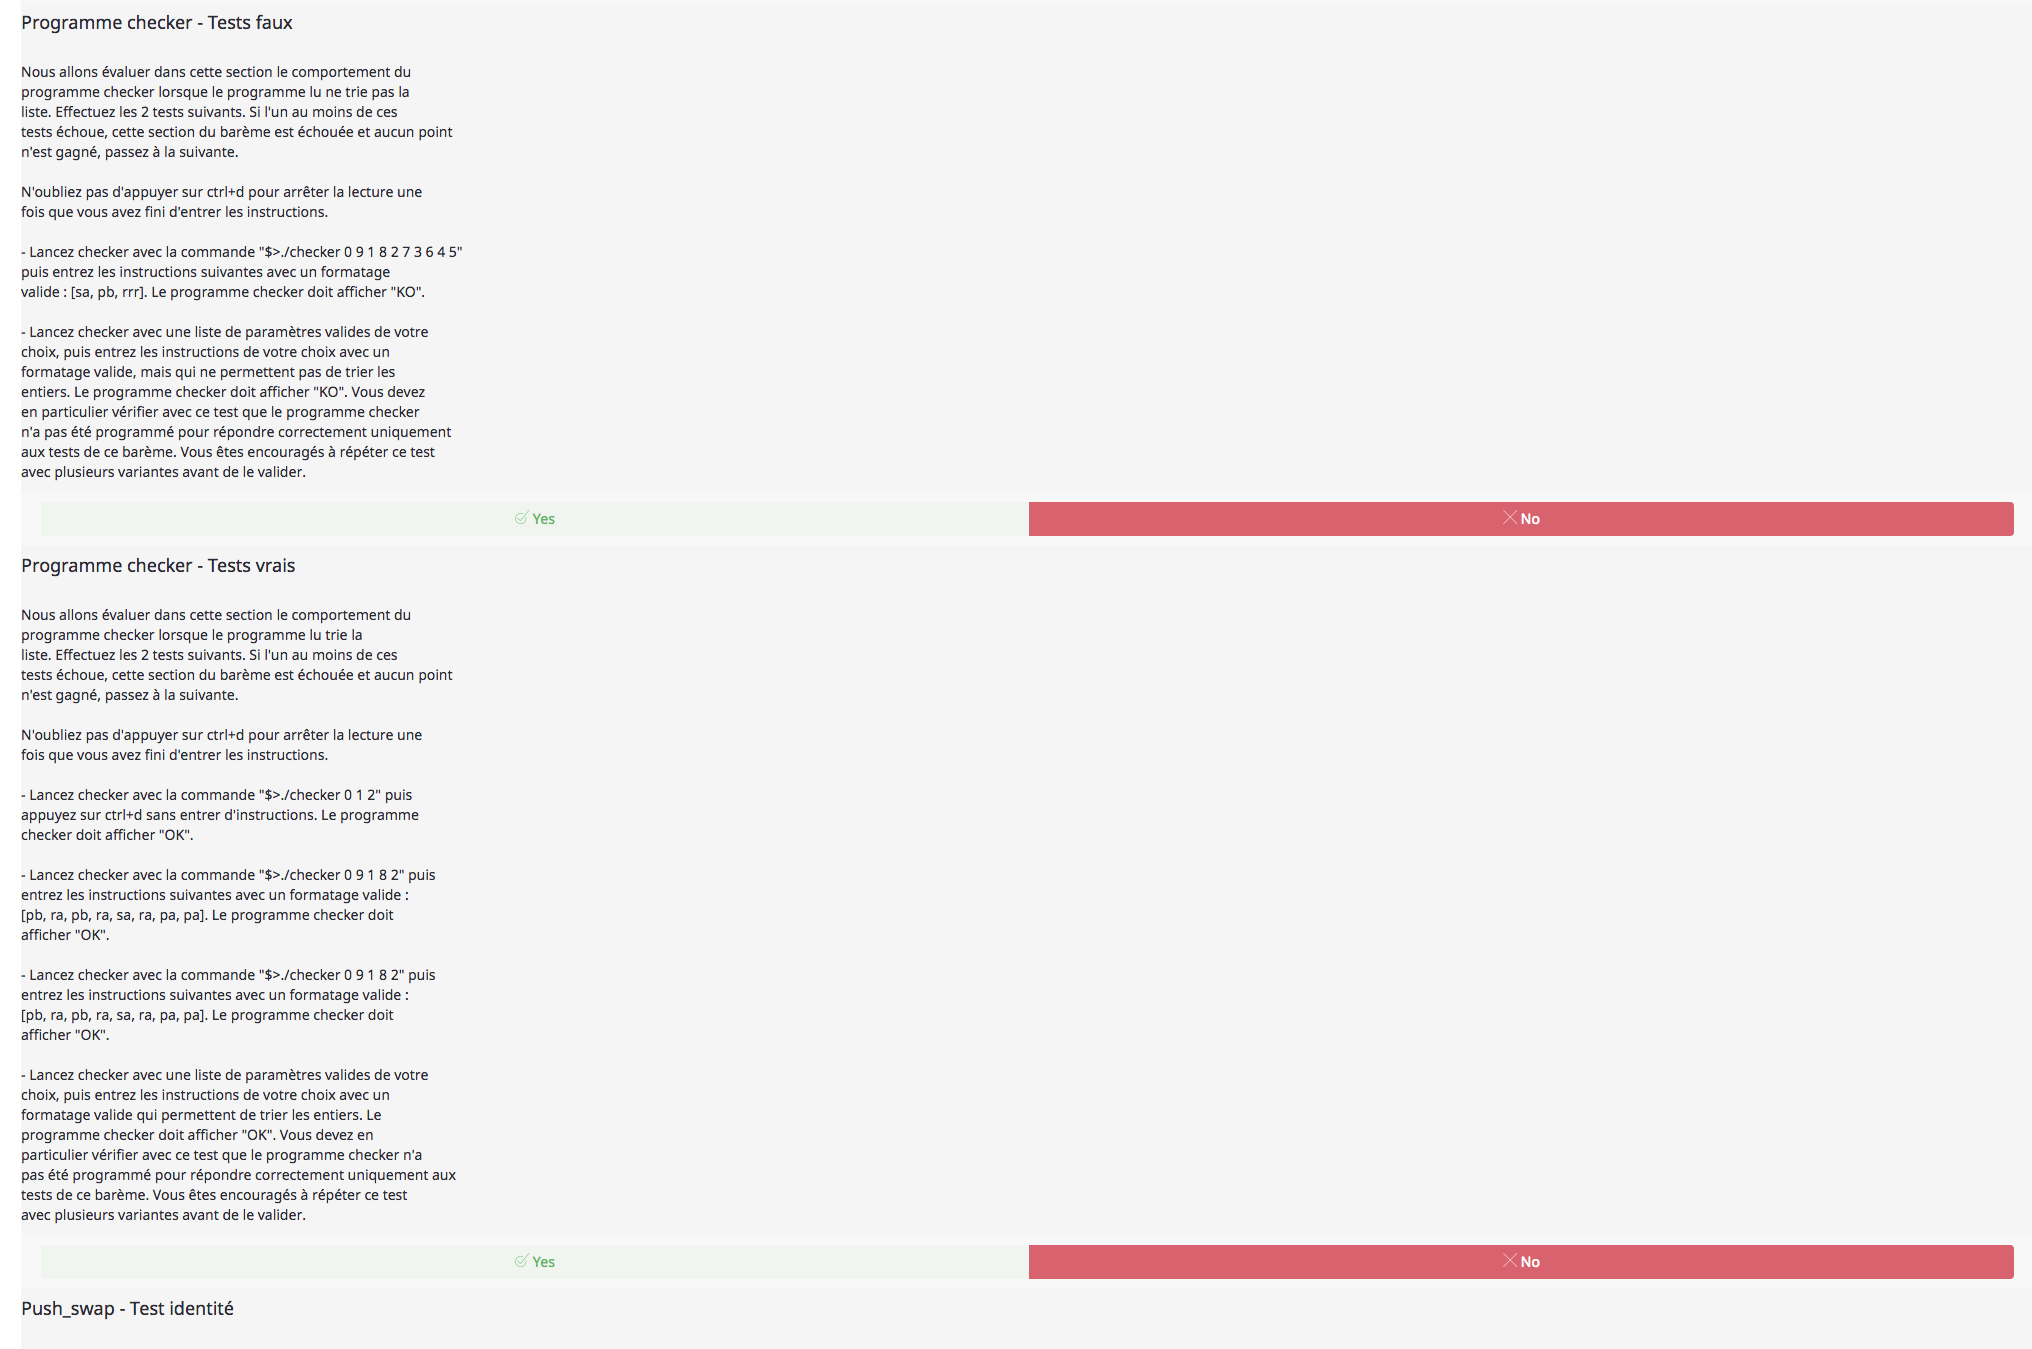 Programme checker - Tests faux
Nous allons évaluer dans cette section le comportement du
programme checker lorsque le programme lu ne trie pas la
liste. Effectuez les 2 tests suivants. Si l'un au moins de ces
tests échoue, cette section du barème est échouée et aucun point
n'est gagné, passez à la suivante.
N'oubliez pas d'appuyer sur ctrl+d pour arrêter la lecture une
fois que vous avez fini d'entrer les instructions.
- Lancez checker avec la commande "$>./checker 0 9 1 8 2 7 3 6 4 5"
puis entrez les instructions suivantes avec un formatage
valide : [sa, pb, rrr]. Le programme checker doit afficher "KO".
- Lancez checker avec une liste de paramètres valides de votre
choix, puis entrez les instructions de votre choix avec un
formatage valide, mais qui ne permettent pas de trier les
entiers. Le programme checker doit afficher "KO". Vous devez
en particulier vérifier avec ce test que le programme checker
n'a pas été programmé pour répondre correctement uniquement
aux tests de ce barème. Vous êtes encouragés à répéter ce test
avec plusieurs variantes avant de le valider.
Yes
No
Programme checker - Tests vrais
Nous allons évaluer dans cette section le comportement du
programme checker lorsque le programme lu trie la
liste. Effectuez les 2 tests suivants. Si l'un au moins de ces
tests échoue, cette section du barème est échouée et aucun point
n'est gagné, passez à la suivante.
N'oubliez pas d'appuyer sur ctrl+d pour arrêter la lecture une
fois que vous avez fini d'entrer les instructions.
- Lancez checker avec la commande "$>./checker 0 1 2" puis
appuyez sur ctrl+d sans entrer d'instructions. Le programme
checker doit afficher "OK".
- Lancez checker avec la commande "$>./checker 0 9 1 8 2" puis
entrez les instructions suivantes avec un formatage valide :
[pb, ra, pb, ra, sa, ra, pa, pa]. Le programme checker doit
afficher "OK".
- Lancez checker avec la commande "$>./checker 0 9 1 8 2" puis
entrez les instructions suivantes avec un formatage valide :
[pb, ra, pb, ra, sa, ra, pa, pa]. Le programme checker doit
afficher "OK".
- Lancez checker avec une liste de paramètres valides de votre
choix, puis entrez les instructions de votre choix avec un
formatage valide qui permettent de trier les entiers. Le
programme checker doit afficher "OK". Vous devez en
particulier vérifier avec ce test que le programme checker n'a
pas été programmé pour répondre correctement uniquement aux
tests de ce barème. Vous êtes encouragés à répéter ce test
avec plusieurs variantes avant de le valider.
Yes
No
Push_swap - Test identité